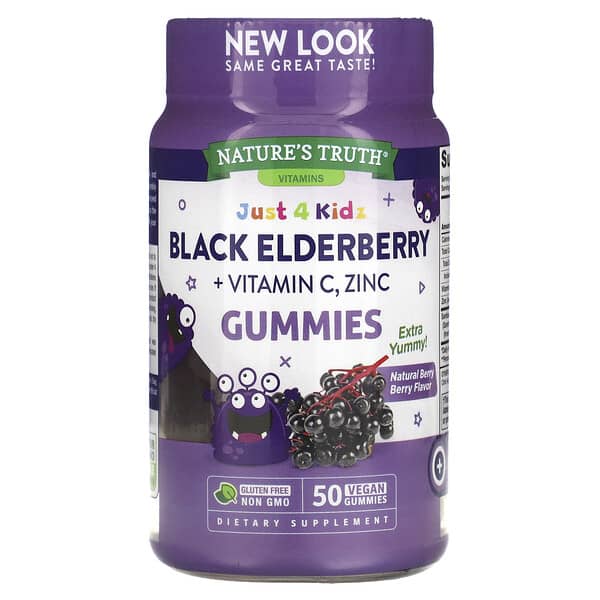 NEW LOOK
SAME GREAT TASTE!
NATURE'S TRUTH®
VITAMINS
Just 4 Kidz
BLACK ELDERBERRY
+ VITAMIN C, ZINC
GUMMIES
Extra
Yummy!
Natural Berry
Berry Flavor
GLUTEN FREE
NON GMO
50 VEGAN
GUMMIES
DIETARY SUPPLEMENT